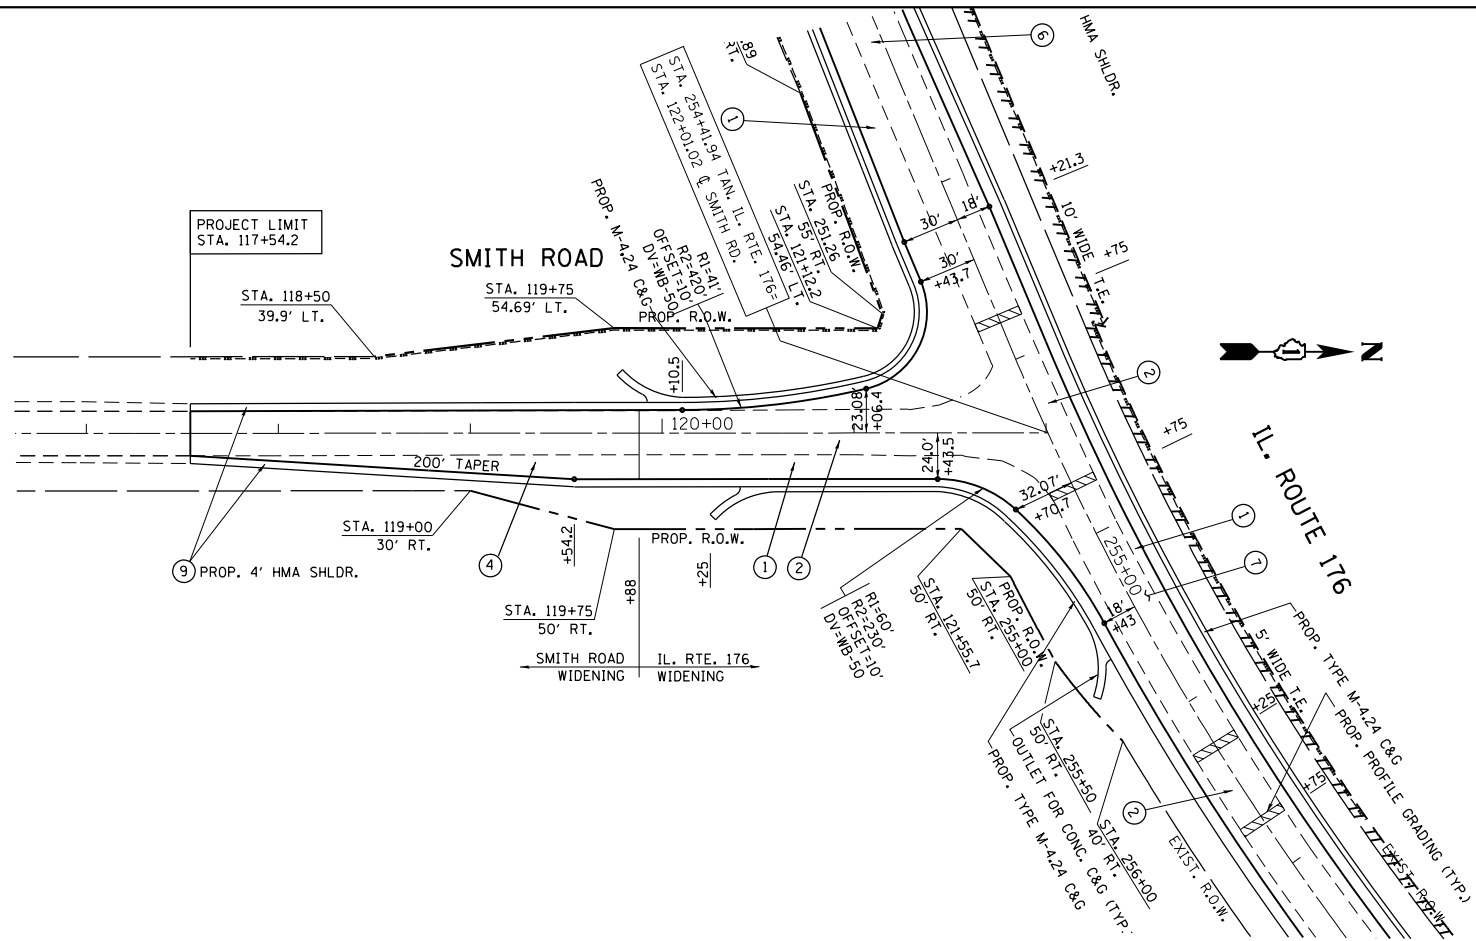 PROJECT LIMIT
STA. 117+54.2
SMITH ROAD
STA. 118+50
39.9' LT.
STA. 119+75
54.69' LT.
PROP. R.O.W.
PROP. M-4.24 C&G
R1=41'
R2=420'
OFFSET=10'
DV=WB-50
STA. 254+41.94 TAN. IL. RTE. 176=
STA. 122+01.02 ℄ SMITH RD.
.89
RT.
PROP. R.O.W.
STA. 251.26
55' RT.
STA. 121+12.2
54.46' LT.
1
6
HMA SHLDR.
+21.3
10' WIDE T.E.
+75
30'
18'
30'
+43.7
2
N
1
+75
IL. ROUTE 176
+10.5
120+00
23.08'
+06.4
24.0'
+43.5
200' TAPER
32.07'
+70.7
255+00
1
7
8'
+43
STA. 119+00
30' RT.
9
PROP. 4' HMA SHLDR.
4
+54.2
PROP. R.O.W.
+25
1
2
+88
STA. 119+75
50' RT.
SMITH ROAD
WIDENING
IL. RTE. 176
WIDENING
R1=60'
R2=230'
OFFSET=10'
DV=WB-50
STA. 121+55.7
50' RT.
PROP. R.O.W.
STA. 255+00
50' RT.
STA. 255+50
50' RT.
OUTLET FOR CONC. C&G (TYP.
PROP. TYPE M-4.24 C&G
STA. 256+00
40' RT.
2
EXIST. R.O.W.
5' WIDE T.E.
+25
+75
PROP. TYPE M-4.24 C&G
PROP. PROFILE GRADING (TYP.)
EXIST. R.O.W.